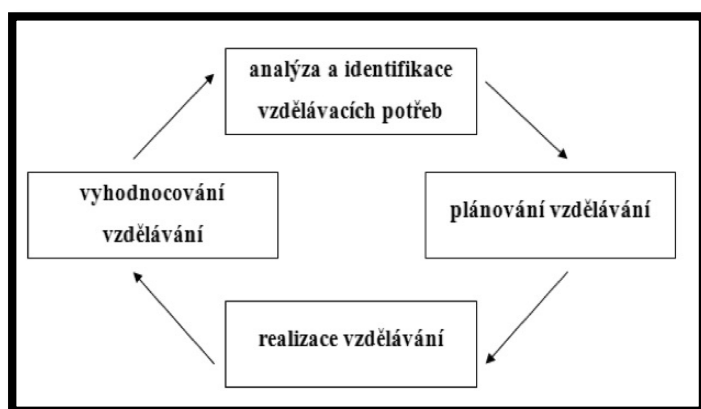 analýza a identifikace
vzdělávacích potřeb
vyhodnocování
vzdělávání
plánování vzdělávání
realizace vzdělávání